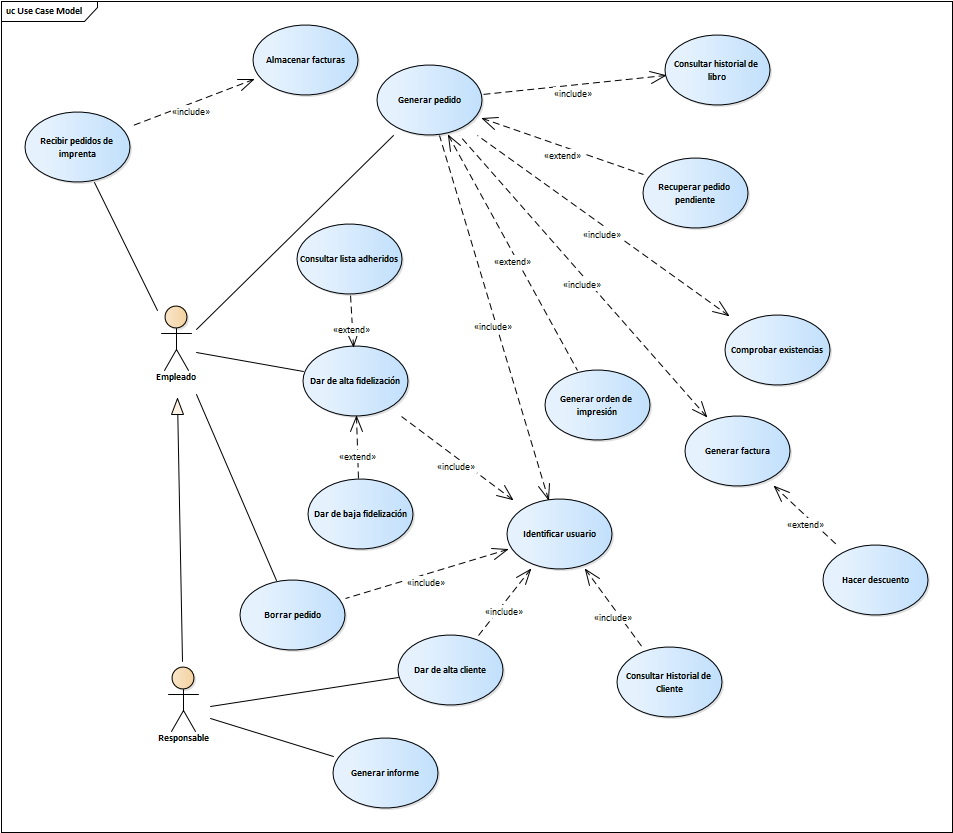 uc Use Case Model
Almacenar facturas
Consultar historial de
libro
Generar pedido
«include»
«include»
Recibir pedidos de
imprenta
«extend»
Recuperar pedido
pendiente
«include»
Consultar lista adheridos
«extend»
«include»
«include»
«extend»
Comprobar existencias
Empleado
Dar de alta fidelización
Generar orden de
impresión
Generar factura
«extend»
«include»
Dar de baja fidelización
«extend»
Identificar usuario
«include»
Hacer descuento
Borrar pedido
«include»
«include»
Dar de alta cliente
Consultar Historial de
Cliente
Responsable
Generar informe